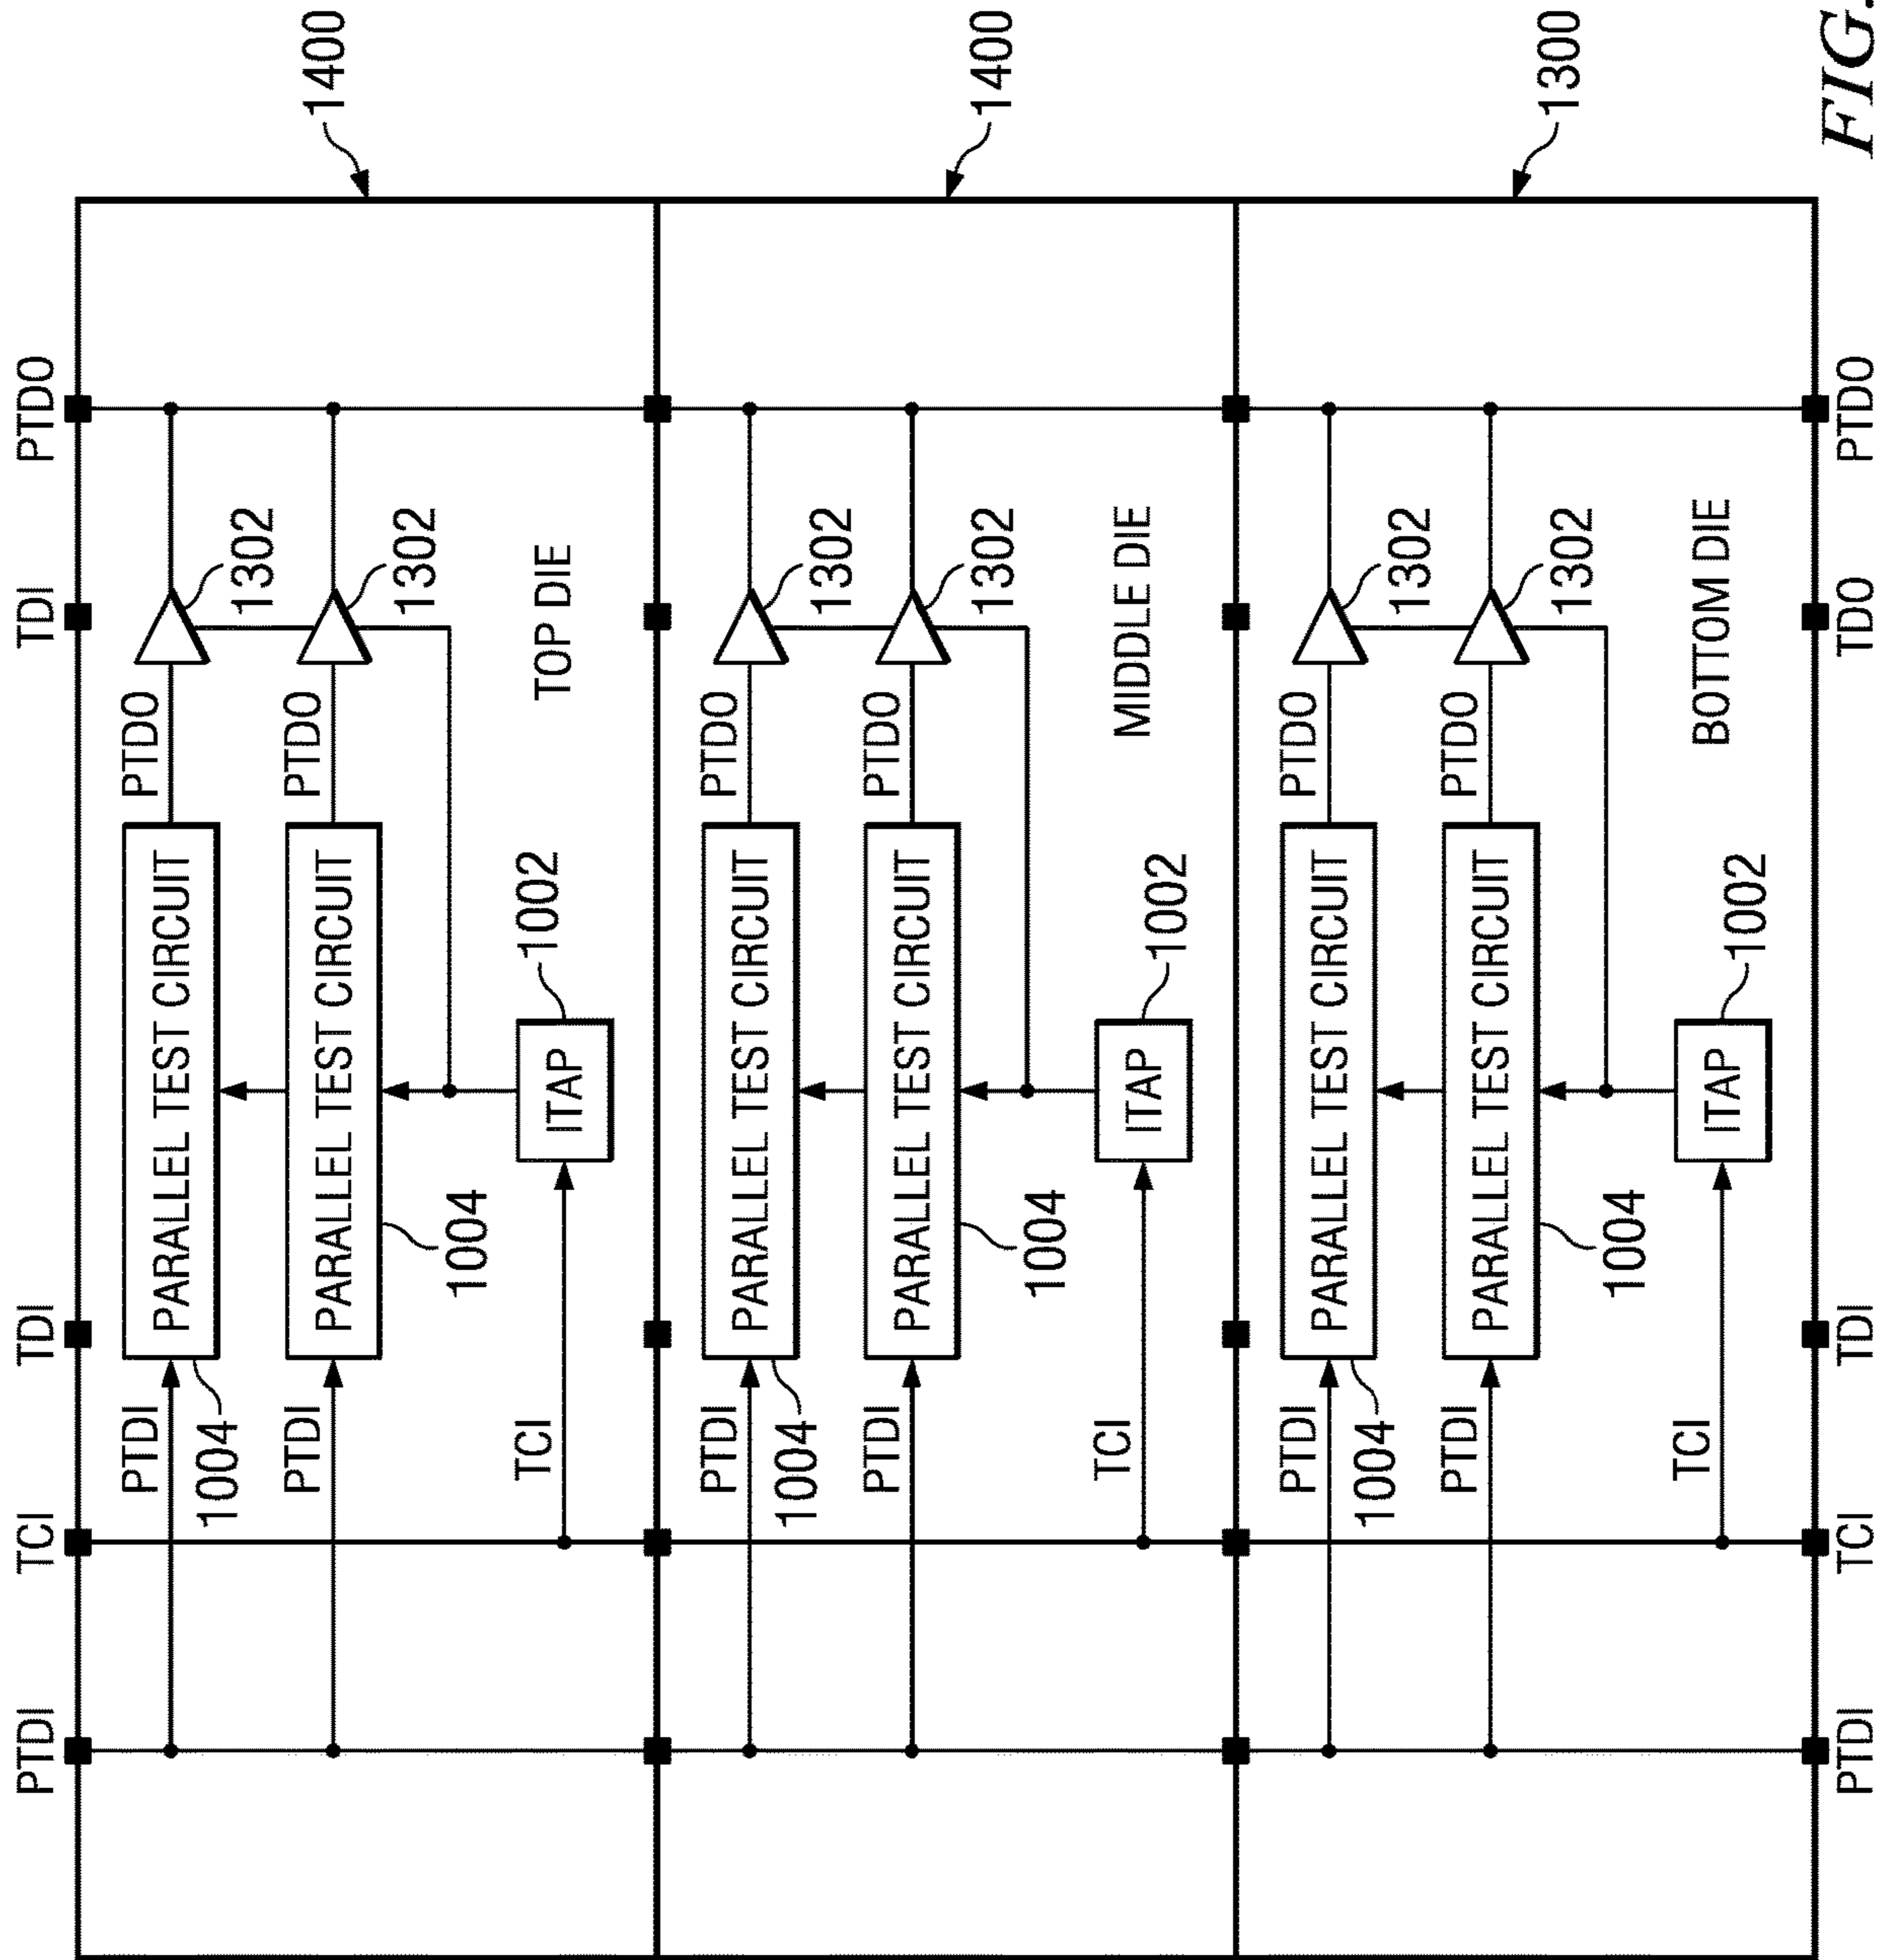 PTDI TCI TDI TDI PTDO
PTDI PTDO
PARALLEL TEST CIRCUIT
1004 1302
PTDI PTDO 1400
PARALLEL TEST CIRCUIT
1302
1004
TCI 1002 TOP DIE
ITAP
PTDI PTDO
PARALLEL TEST CIRCUIT
1004 1302
PTDI PTDO
PARALLEL TEST CIRCUIT
1400
1302
1004
TCI 1002 MIDDLE DIE
ITAP
PTDI PTDO
PARALLEL TEST CIRCUIT
1004 1302
PTDI PTDO
PARALLEL TEST CIRCUIT
1300
1302
1004
TCI 1002 BOTTOM DIE
ITAP
PTDI TCI TDI TDO PTDO
FIG.